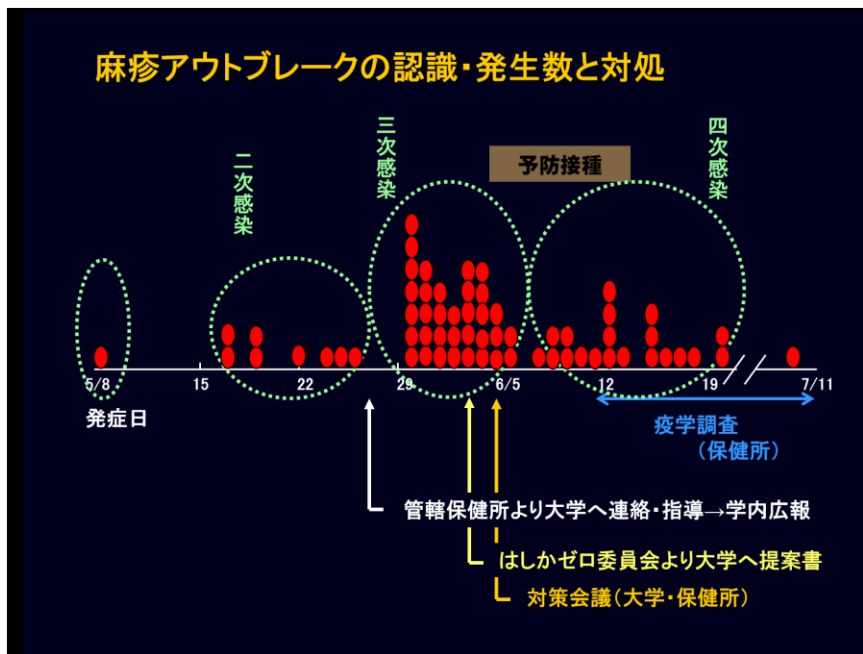 麻疹アウトブレークの認識・発生数と対処
二次感染
三次感染
予防接種
四次感染
5/8
15
22
29
6/5
12
19
7/11
発症日
疫学調査
（保健所）
管轄保健所より大学へ連絡・指導→学内広報
はしかゼロ委員会より大学へ提案書
対策会議（大学・保健所）